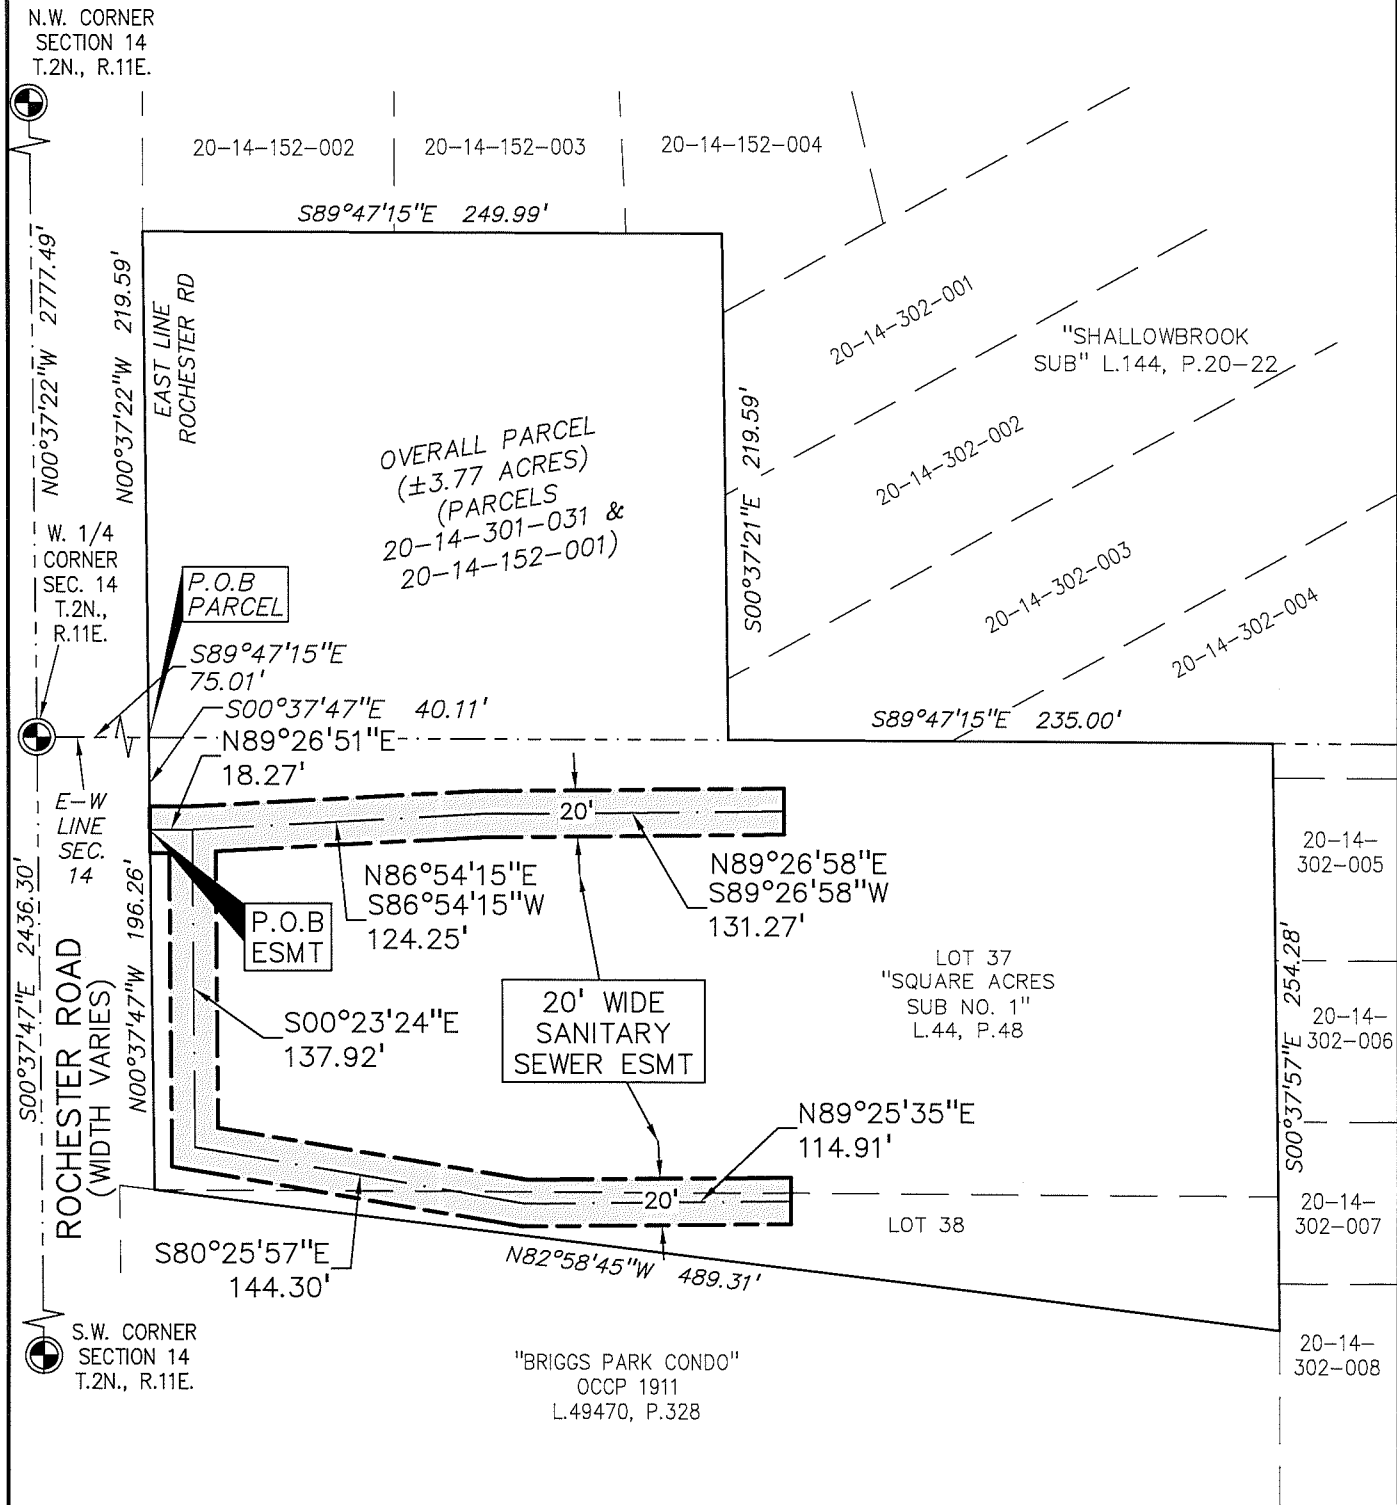 N.W. CORNER
SECTION 14
T.2N., R.11E.
20-14-152-002
20-14-152-003
20-14-152-004
S89°47'15"E 249.99'
N00°37'22"W 2777.49'
N00°37'22"W 219.59'
EAST LINE
ROCHESTER RD
OVERALL PARCEL
(±3.77 ACRES)
(PARCELS
20-14-301-031 &
20-14-152-001)
S00°37'21"E 219.59'
20-14-302-001
"SHALLOWBROOK
SUB" L.144, P.20-22
20-14-302-002
20-14-302-003
20-14-302-004
W. 1/4
CORNER
SEC. 14
T.2N.,
R.11E.
P.O.B
PARCEL
S89°47'15"E
75.01'
S00°37'47"E 40.11'
N89°26'51"E
18.27'
S89°47'15"E 235.00'
E-W
LINE
SEC.
14
20'
N86°54'15"E
S86°54'15"W
124.25'
N89°26'58"E
S89°26'58"W
131.27'
P.O.B
ESMT
20-14-
302-005
S00°37'47"E 2436.30'
ROCHESTER ROAD
(WIDTH VARIES)
N00°37'47"W 196.26'
LOT 37
"SQUARE ACRES
SUB NO. 1"
L.44, P.48
20' WIDE
SANITARY
SEWER ESMT
S00°23'24"E
137.92'
S00°37'57"E 254.28'
20-14-
302-006
N89°25'35"E
114.91'
20'
LOT 38
20-14-
302-007
S80°25'57"E
144.30'
N82°58'45"W 489.31'
S.W. CORNER
SECTION 14
T.2N., R.11E.
"BRIGGS PARK CONDO"
OCCP 1911
L.49470, P.328
20-14-
302-008